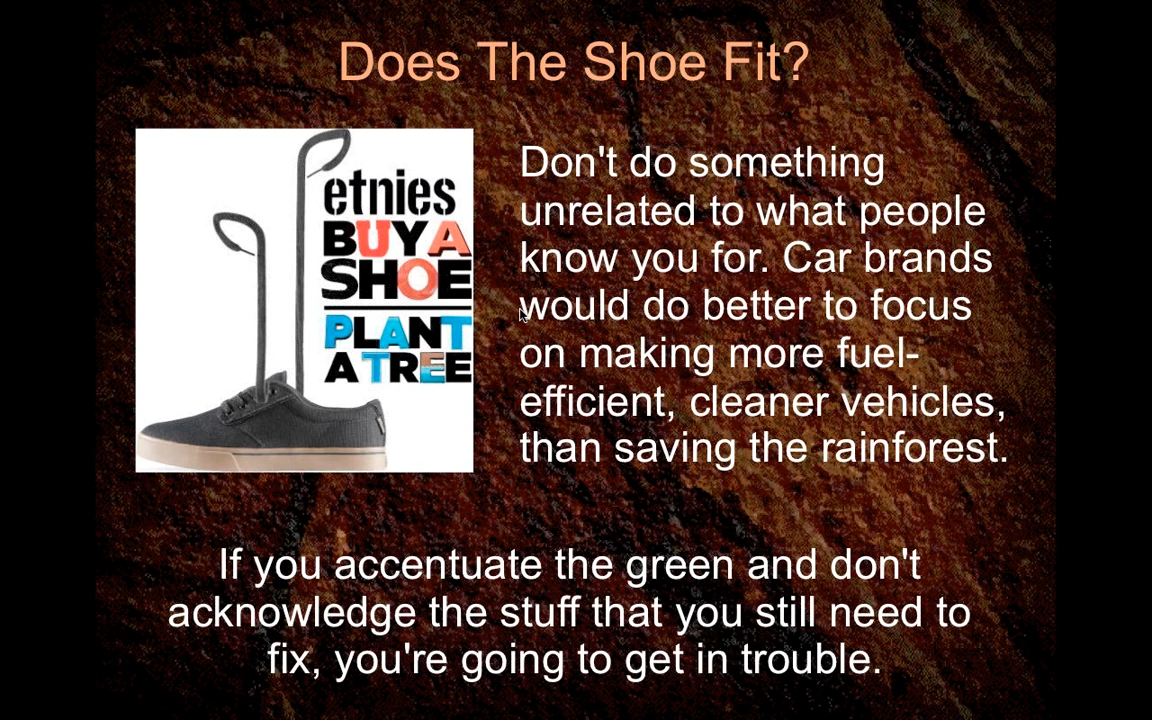 Does The Shoe Fit?
etnies
BUY A
SHOE
PLANT
A TREE
Don't do something
unrelated to what people
know you for. Car brands
would do better to focus
on making more fuel-
efficient, cleaner vehicles,
than saving the rainforest.
If you accentuate the green and don't
acknowledge the stuff that you still need to
fix, you're going to get in trouble.